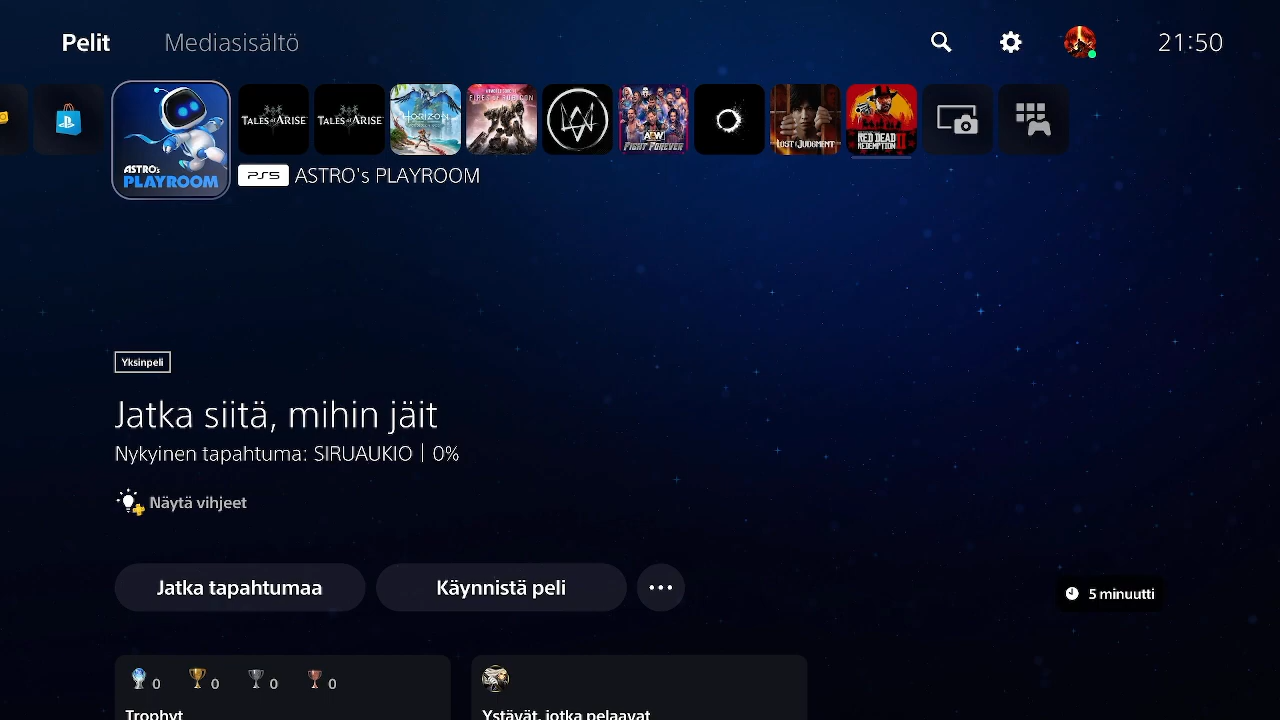 Pelit
Mediasisältö
21:50
ASTRO's
PLAYROOM
TALES of ARISE
TALES of ARISE
HORIZON
FIRES OF RUBICON
AEW
FIGHT FOREVER
LOST JUDGMENT
RED DEAD
REDEMPTION II
PS5 ASTRO's PLAYROOM
Yksinpeli
Jatka siitä, mihin jäit
Nykyinen tapahtuma: SIRUAUKIO | 0%
Näytä vihjeet
Jatka tapahtumaa
Käynnistä peli
5 minuutti
0 0 0 0
Trophyt
Ystävät, jotka pelaavat